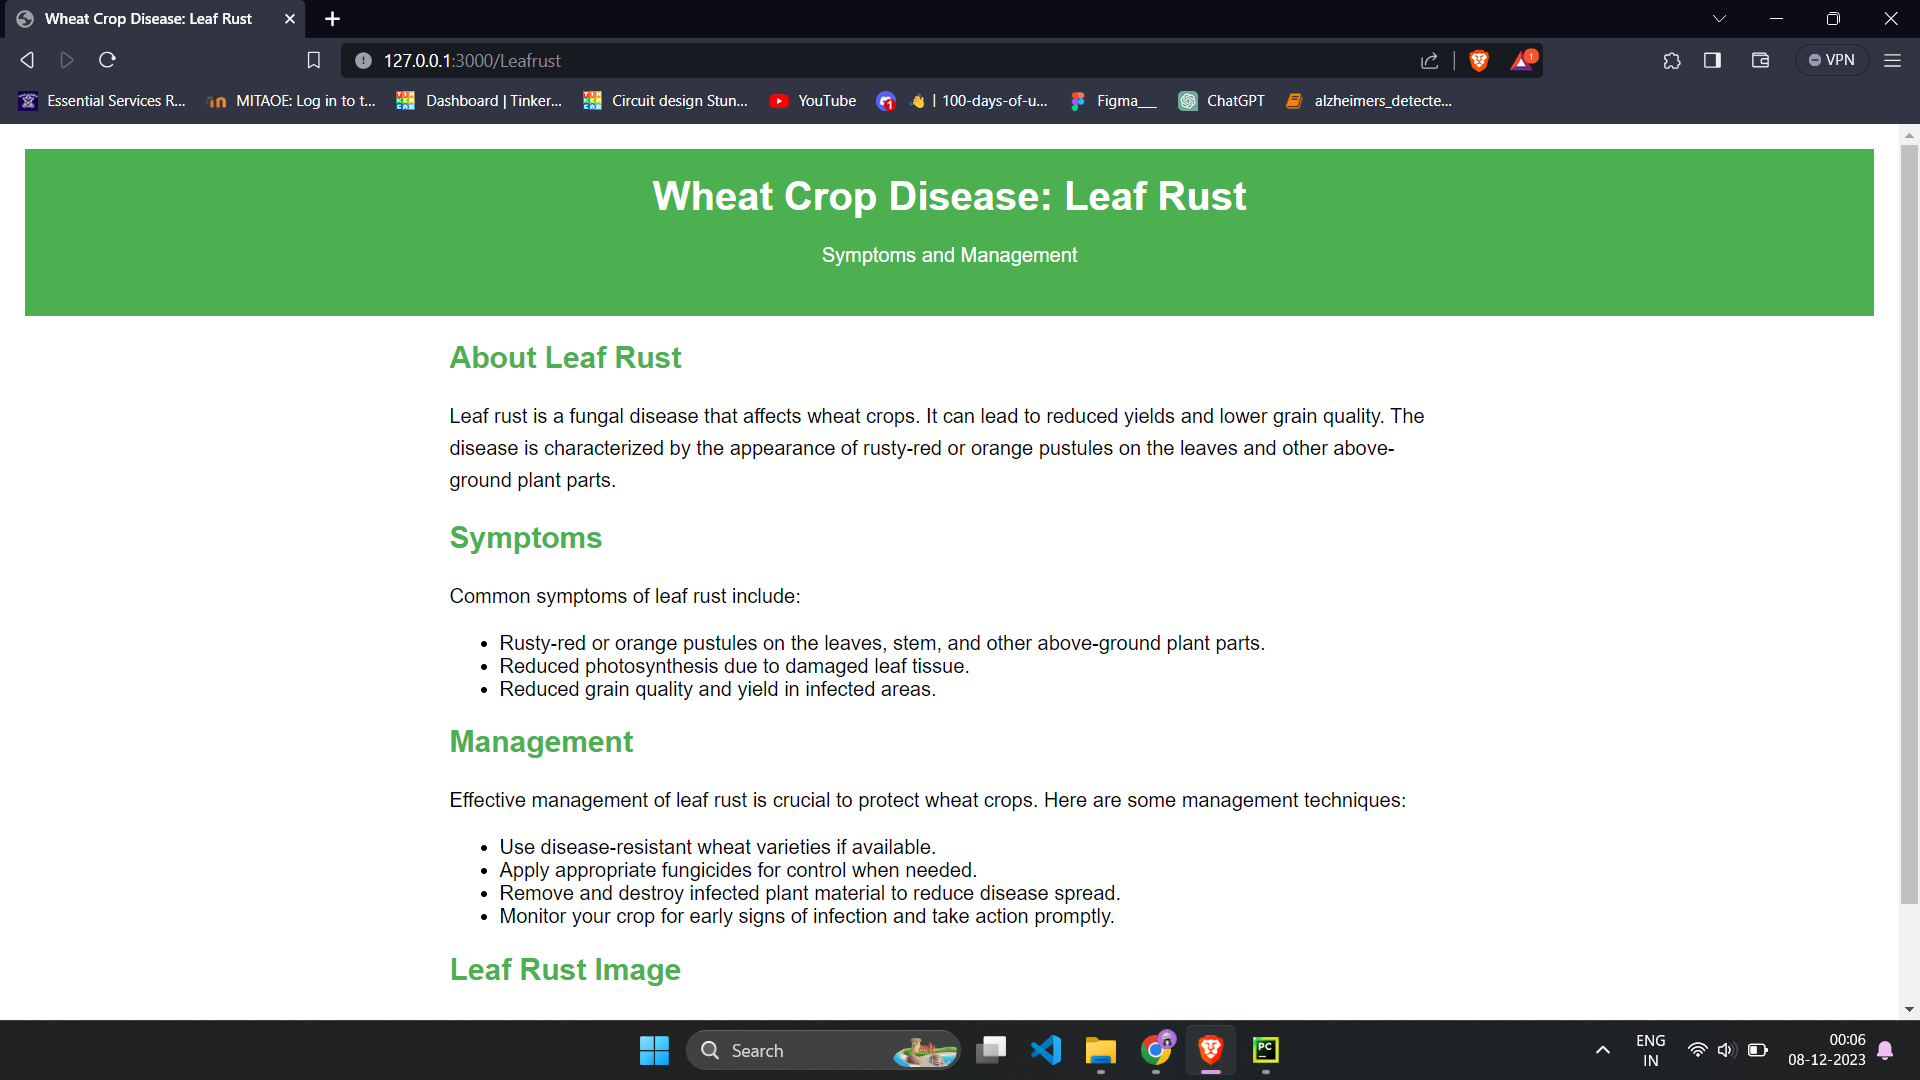 Wheat Crop Disease: Leaf Rust
127.0.0.1:3000/Leafrust
1
VPN
Essential Services R...
MITAOE: Log in to t...
Dashboard | Tinker...
Circuit design Stun...
YouTube
| 100-days-of-u...
Figma___
ChatGPT
alzheimers_detecte...
Wheat Crop Disease: Leaf Rust
Symptoms and Management
About Leaf Rust
Leaf rust is a fungal disease that affects wheat crops. It can lead to reduced yields and lower grain quality. The
disease is characterized by the appearance of rusty-red or orange pustules on the leaves and other above-
ground plant parts.
Symptoms
Common symptoms of leaf rust include:
• Rusty-red or orange pustules on the leaves, stem, and other above-ground plant parts.
• Reduced photosynthesis due to damaged leaf tissue.
• Reduced grain quality and yield in infected areas.
Management
Effective management of leaf rust is crucial to protect wheat crops. Here are some management techniques:
• Use disease-resistant wheat varieties if available.
• Apply appropriate fungicides for control when needed.
• Remove and destroy infected plant material to reduce disease spread.
• Monitor your crop for early signs of infection and take action promptly.
Leaf Rust Image
Search
PC
ENG
IN
00:06
08-12-2023